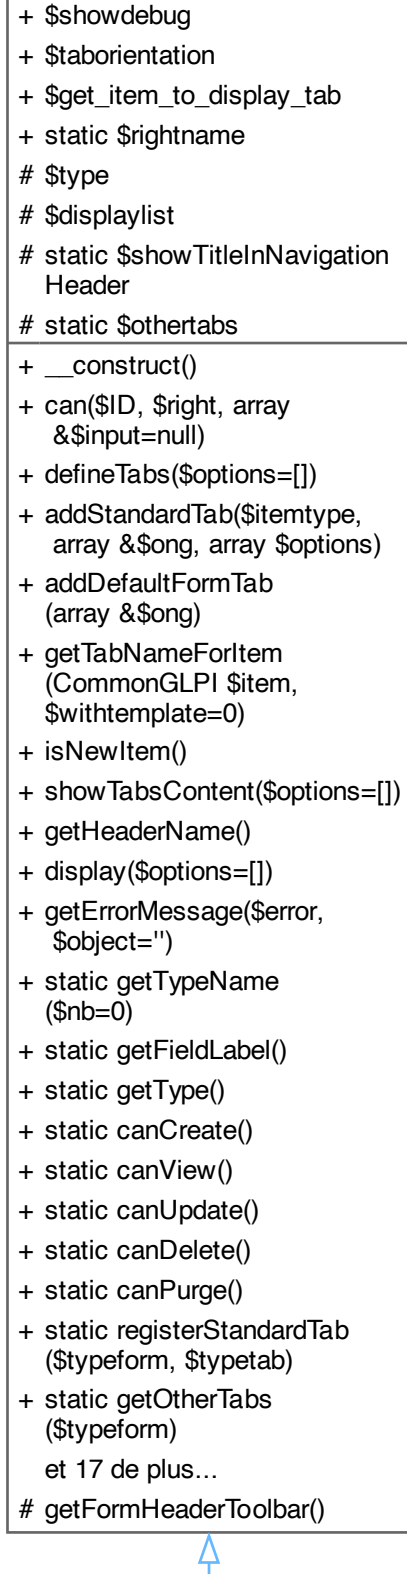 + $showdebug
+ $taborientation
+ $get_item_to_display_tab
+ static $rightname
# $type
# $displaylist
# static $showTitleInNavigation
Header
# static $othertabs
+ __construct()
+ can($ID, $right, array
&$input=null)
+ defineTabs($options=[])
+ addStandardTab($itemtype,
array &$ong, array $options)
+ addDefaultFormTab
(array &$ong)
+ getTabNameForItem
(CommonGLPI $item,
$withtemplate=0)
+ isNewItem()
+ showTabsContent($options=[])
+ getHeaderName()
+ display($options=[])
+ getErrorMessage($error,
$object='')
+ static getTypeName
($nb=0)
+ static getFieldLabel()
+ static getType()
+ static canCreate()
+ static canView()
+ static canUpdate()
+ static canDelete()
+ static canPurge()
+ static registerStandardTab
($typeform, $typetab)
+ static getOtherTabs
($typeform)
et 17 de plus...
# getFormHeaderToolbar()